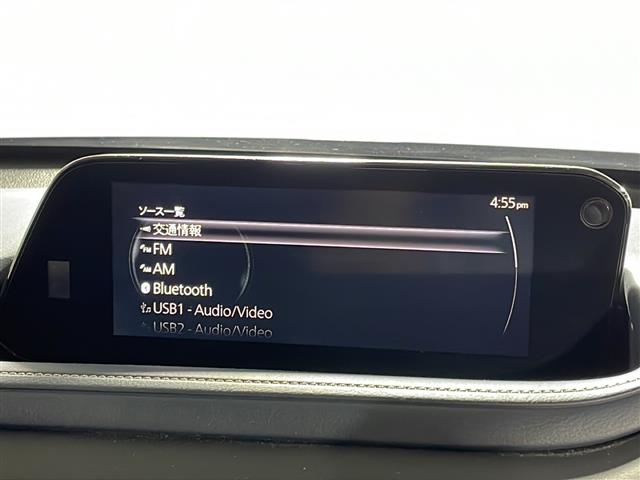 4:55pm
ソース一覧
交通情報
FM
AM
Bluetooth
USB1 - Audio/Video
USB2 - Audio/Video